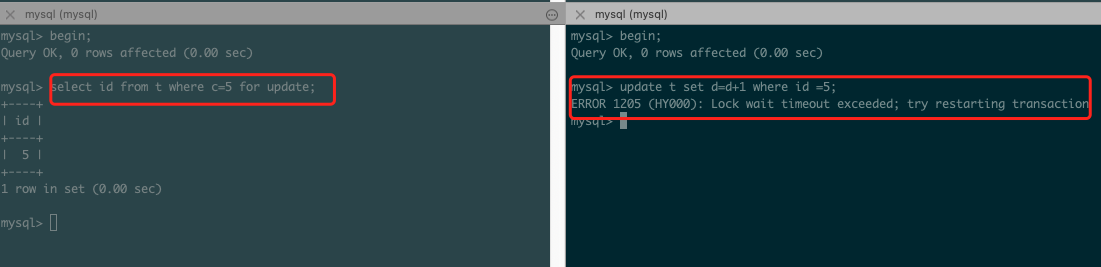 mysql (mysql)
mysql> begin;
Query OK, 0 rows affected (0.00 sec)
mysql> select id from t where c=5 for update;
+----+
| id |
+----+
|  5 |
+----+
1 row in set (0.00 sec)
mysql>
mysql (mysql)
mysql> begin;
Query OK, 0 rows affected (0.00 sec)
mysql> update t set d=d+1 where id =5;
ERROR 1205 (HY000): Lock wait timeout exceeded; try restarting transaction
mysql>